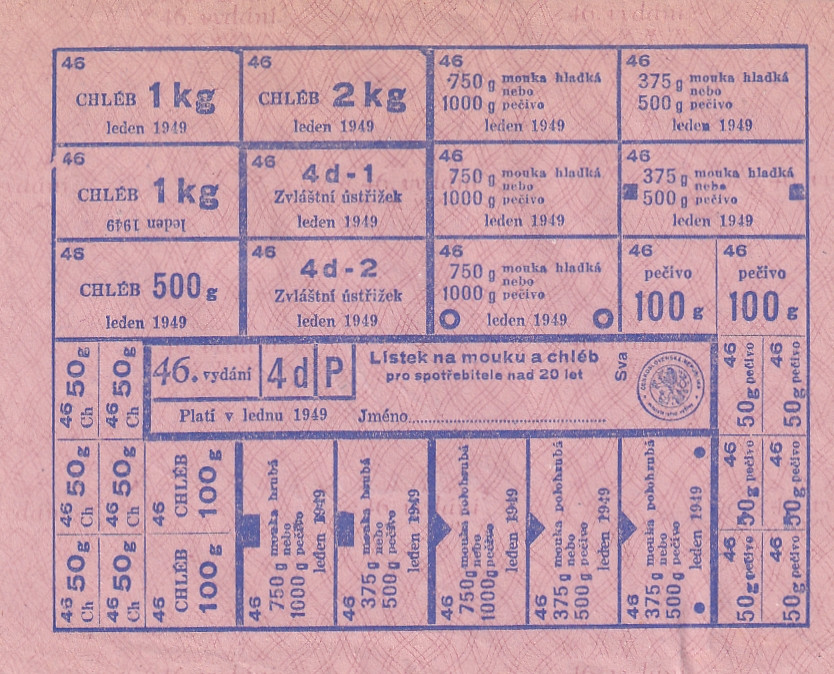 46
CHLÉB 1 kg
leden 1949
46
CHLÉB 2 kg
leden 1949
46
750 g mouka hladká
nebo
1000 g pečivo
leden 1949
46
375 g mouka hladká
nebo
500 g pečivo
leden 1949
46
CHLÉB 1 kg
leden 1949
46
4 d - 1
Zvláštní ústřižek
leden 1949
46
750 g mouka hladká
nebo
1000 g pečivo
leden 1949
46
375 g mouka hladká
nebo
500 g pečivo
leden 1949
46
CHLÉB 500 g
leden 1949
46
4 d - 2
Zvláštní ústřižek
leden 1949
46
750 g mouka hladká
nebo
1000 g pečivo
leden 1949
46
pečivo
100 g
46
pečivo
100 g
46 50 g
Ch
46 50 g
Ch
46. vydání 4 d P
Platí v lednu 1949
Lístek na mouku a chléb
pro spotřebitele nad 20 let
Jméno
Sva
46
50 g pečivo
46
50 g pečivo
46 50 g
Ch
46 50 g
Ch
46
CHLÉB
100 g
46
750 g mouka hrubá
nebo
1000 g pečivo
leden 1949
46
375 g mouka hrubá
nebo
500 g pečivo
leden 1949
46
750 g mouka polohrubá
nebo
1000 g pečivo
leden 1949
46
375 g mouka polohrubá
nebo
500 g pečivo
leden 1949
46
375 g mouka polohrubá
nebo
500 g pečivo
leden 1949
46
50 g pečivo
46
50 g pečivo
46 50 g
Ch
46 50 g
Ch
46
CHLÉB
100 g
46
50 g pečivo
46
50 g pečivo